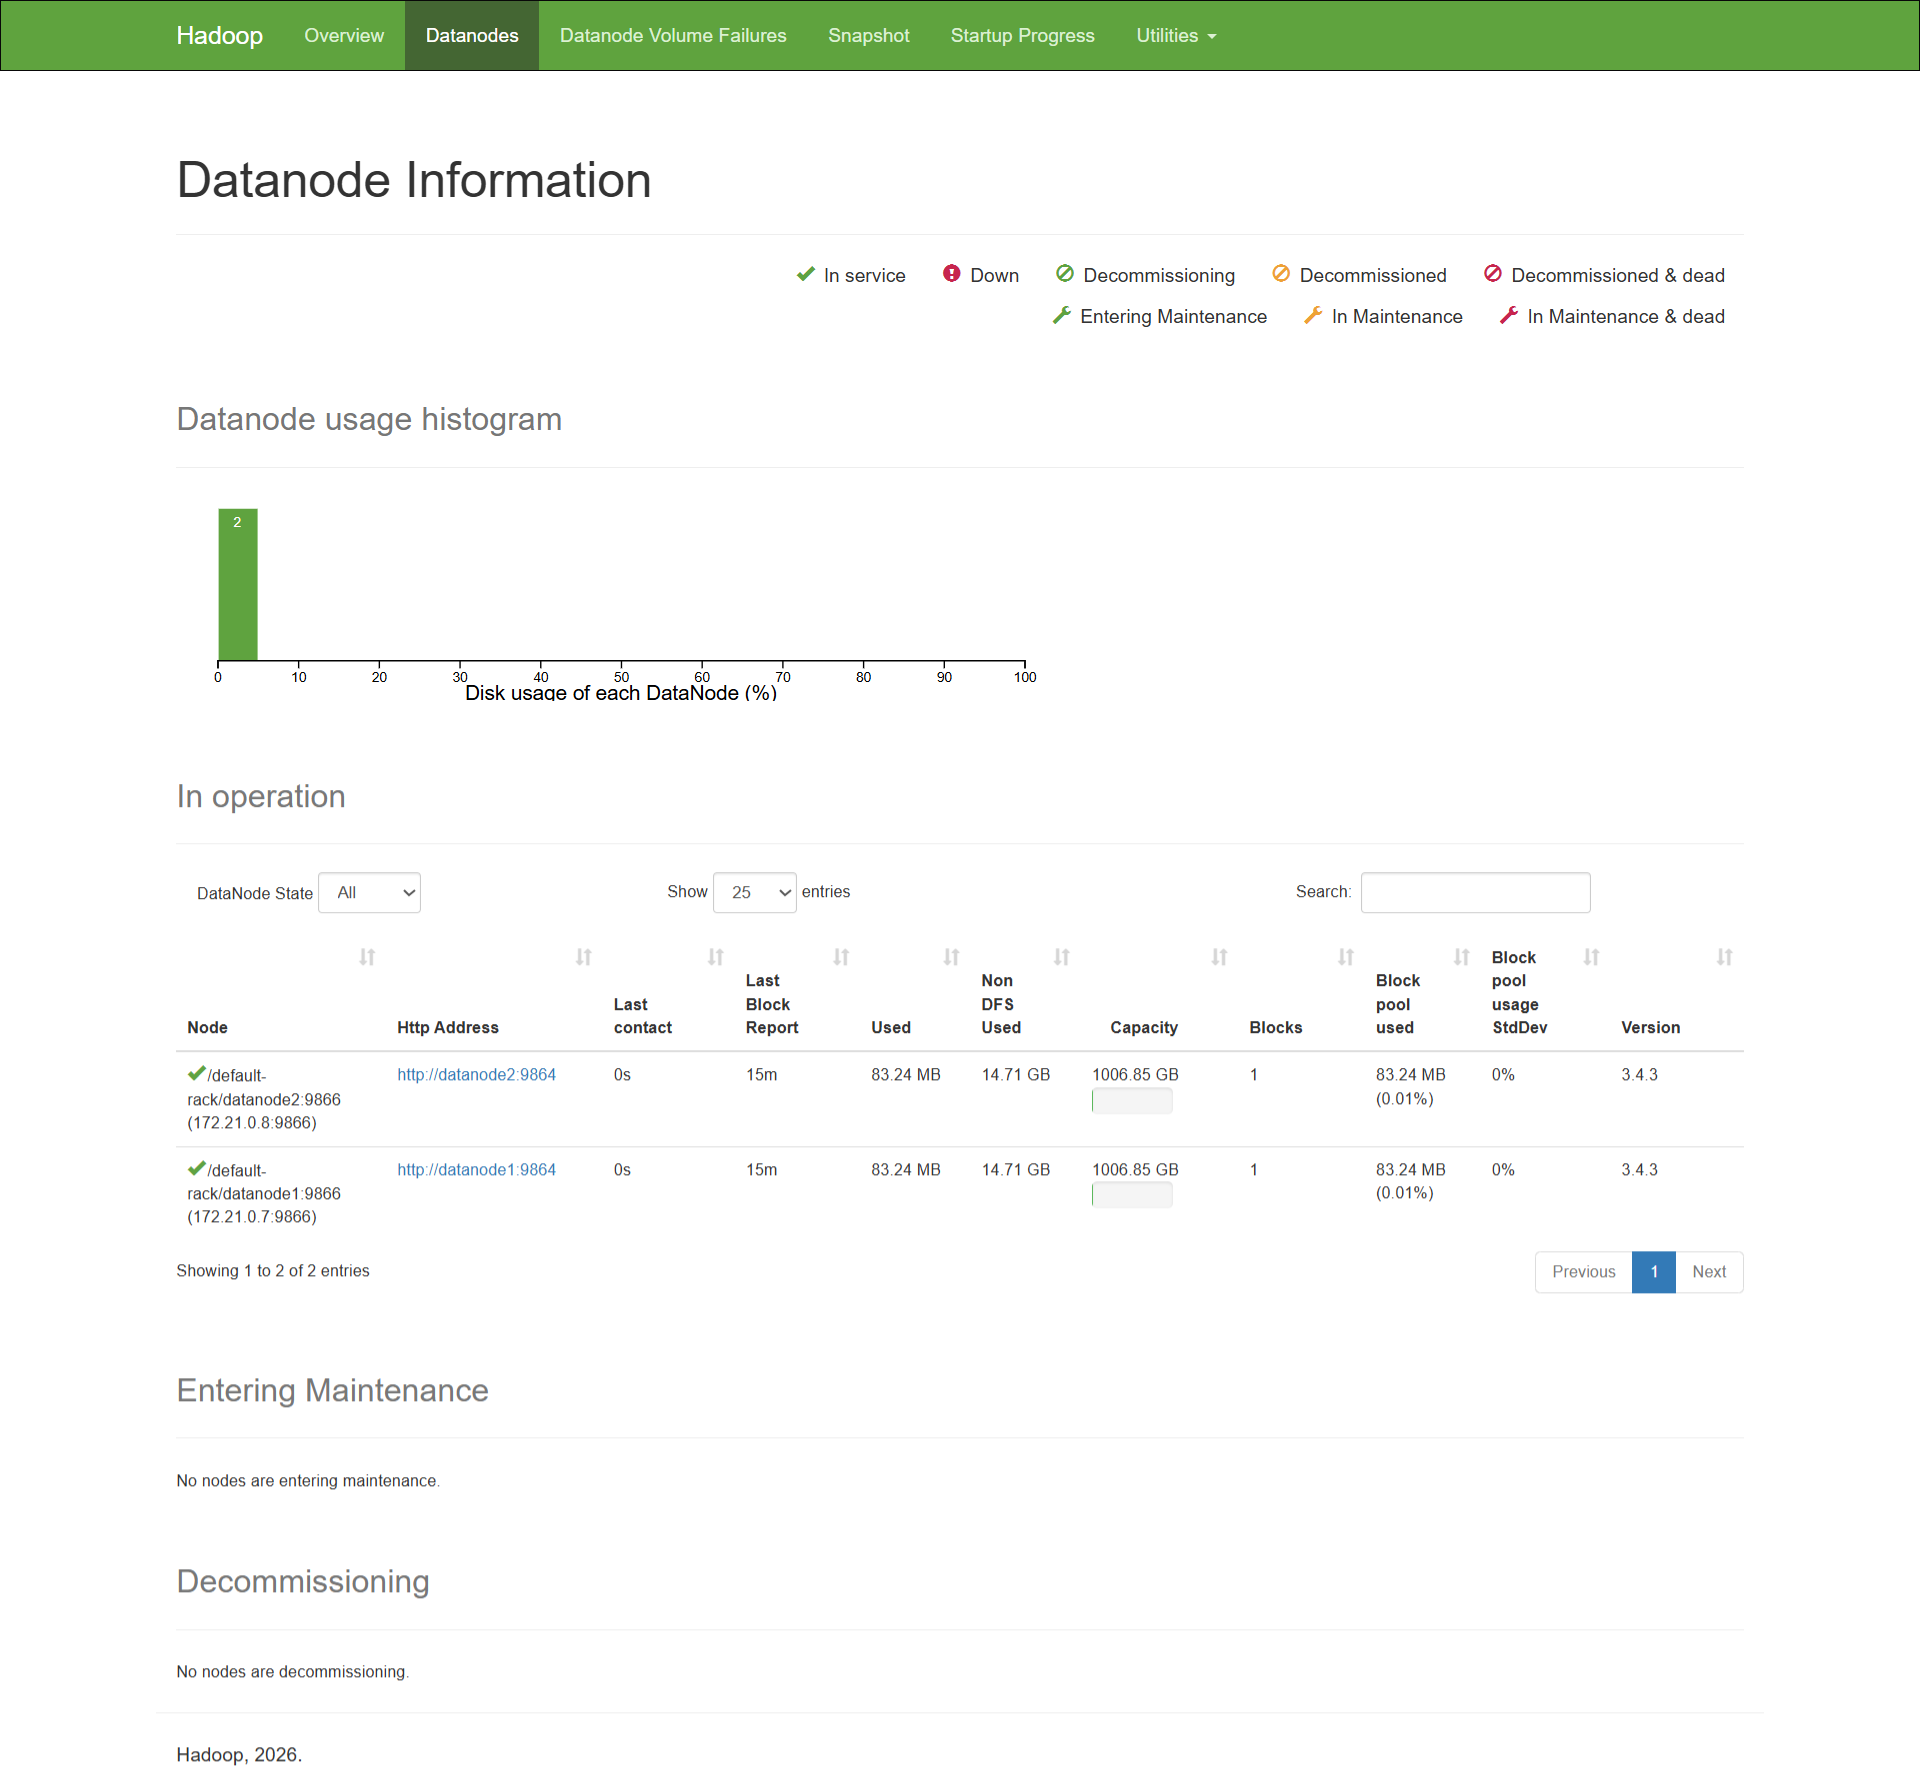 Hadoop Overview Datanodes Datanode Volume Failures Snapshot Startup Progress Utilities
Datanode Information
In service Down Decommissioning Decommissioned Decommissioned & dead
Entering Maintenance In Maintenance In Maintenance & dead
Datanode usage histogram
2
0 10 20 30 40 50 60 70 80 90 100
Disk usage of each DataNode (%)
In operation
DataNode State All Show 25 entries Search:
Node Http Address Last contact Last Block Report Used Non DFS Used Capacity Blocks Block pool used Block pool usage StdDev Version
/default- http://datanode2:9864 0s 15m 83.24 MB 14.71 GB 1006.85 GB 1 83.24 MB 0% 3.4.3
rack/datanode2:9866 (0.01%)
(172.21.0.8:9866)
/default- http://datanode1:9864 0s 15m 83.24 MB 14.71 GB 1006.85 GB 1 83.24 MB 0% 3.4.3
rack/datanode1:9866 (0.01%)
(172.21.0.7:9866)
Showing 1 to 2 of 2 entries Previous 1 Next
Entering Maintenance
No nodes are entering maintenance.
Decommissioning
No nodes are decommissioning.
Hadoop, 2026.